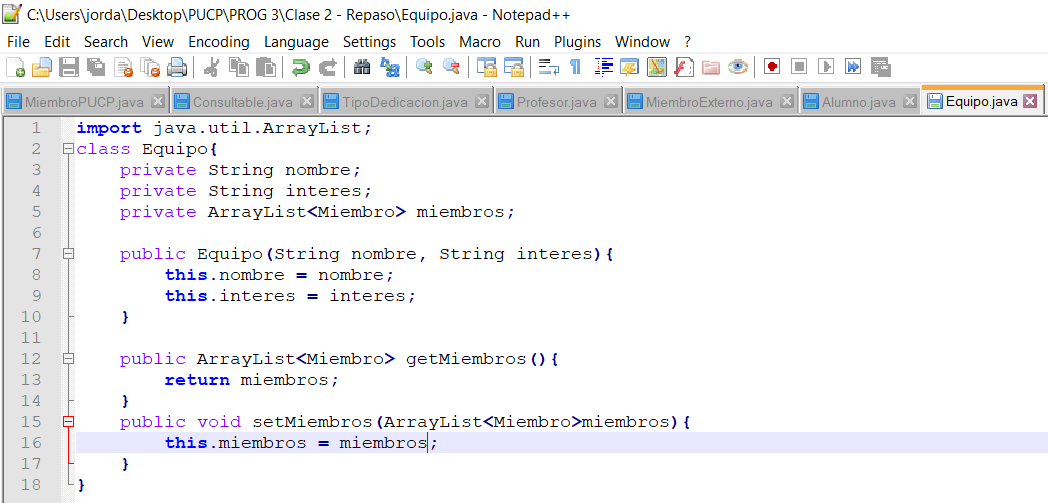 C:\Users\jorda\Desktop\PUCP\PROG 3\Clase 2 - Repaso\Equipo.java - Notepad++
File Edit Search View Encoding Language Settings Tools Macro Run Plugins Window ?
MiembroPUCP.java Consultable.java TipoDedicacion.java Profesor.java MiembroExterno.java Alumno.java Equipo.java
1 import java.util.ArrayList;
2 class Equipo{
3     private String nombre;
4     private String interes;
5     private ArrayList<Miembro> miembros;
6
7     public Equipo(String nombre, String interes){
8         this.nombre = nombre;
9         this.interes = interes;
10     }
11
12     public ArrayList<Miembro> getMiembros(){
13         return miembros;
14     }
15     public void setMiembros(ArrayList<Miembro>miembros){
16         this.miembros = miembros;
17     }
18 }